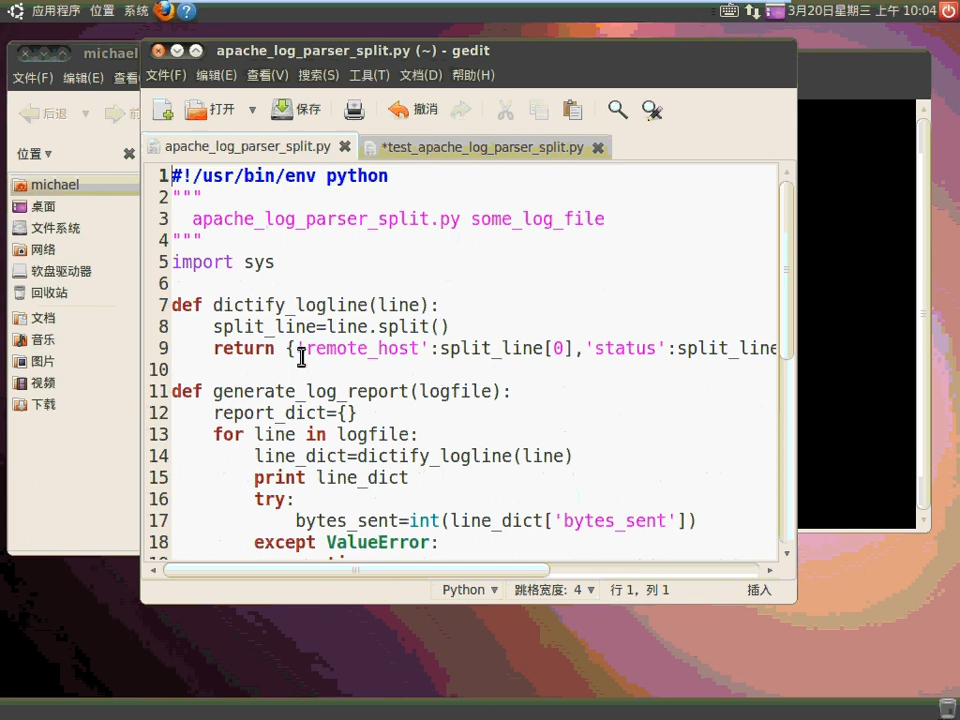 应用程序 位置 系统
3月20日星期三 上午 10:04
michael
文件(F) 编辑(E) 查看
后退 前
位置
michael
桌面
文件系统
网络
软盘驱动器
回收站
文档
音乐
图片
视频
下载
apache_log_parser_split.py (~) - gedit
文件(F) 编辑(E) 查看(V) 搜索(S) 工具(T) 文档(D) 帮助(H)
打开 保存 撤消
apache_log_parser_split.py *test_apache_log_parser_split.py
1 #!/usr/bin/env python
2 """
3   apache_log_parser_split.py some_log_file
4 """
5 import sys
6
7 def dictify_logline(line):
8     split_line=line.split()
9     return {'remote_host':split_line[0],'status':split_line
10
11 def generate_log_report(logfile):
12     report_dict={}
13     for line in logfile:
14         line_dict=dictify_logline(line)
15         print line_dict
16         try:
17             bytes_sent=int(line_dict['bytes_sent'])
18         except ValueError:
Python 跳格宽度: 4 行 1, 列 1 插入